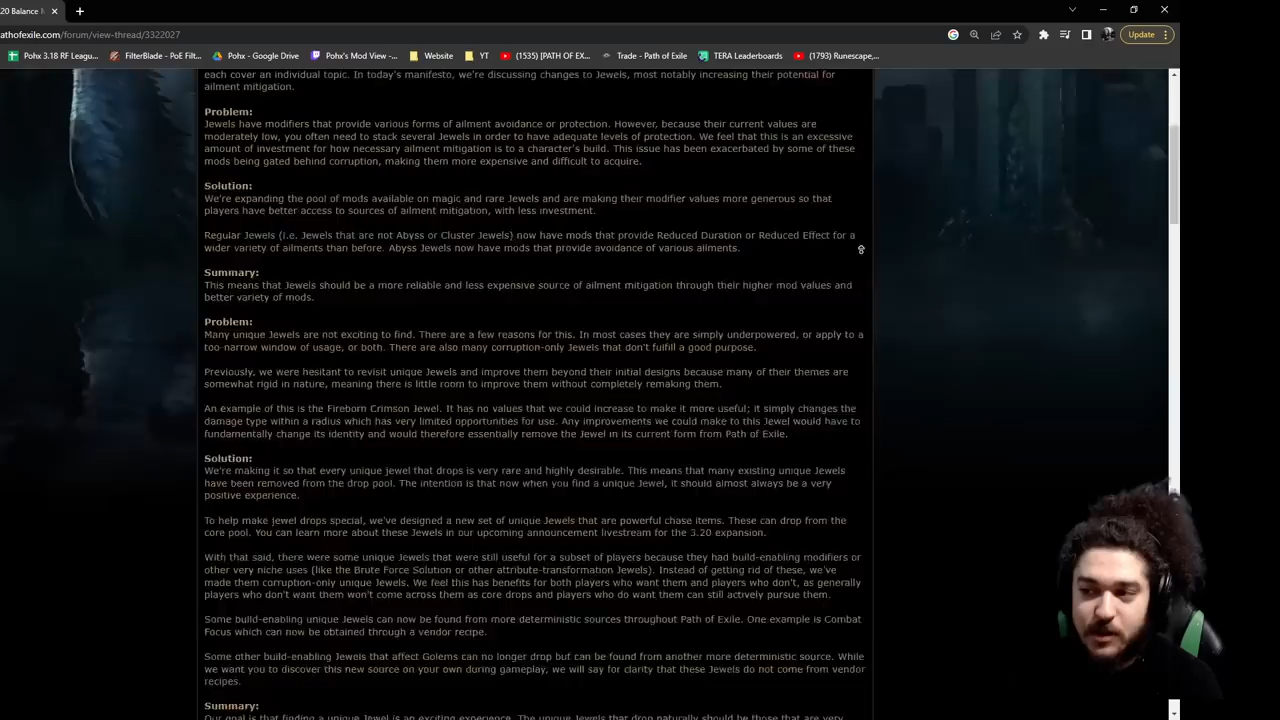 20 Balance
athofexile.com/forum/view-thread/3322027
Update
Pohx 3.18 RF Leagu...
FilterBlade - PoE Filt...
Pohx - Google Drive
Pohx's Mod View -...
Website
YT
(1535) [PATH OF EX...
Trade - Path of Exile
TERA Leaderboards
(1793) Runescape,...
each cover an individual topic. In today's manifesto, we're discussing changes to Jewels, most notably increasing their potential for
ailment mitigation.
Problem:
Jewels have modifiers that provide various forms of ailment avoidance or protection. However, because their current values are
moderately low, you often need to stack several Jewels in order to have adequate levels of protection. We feel that this is an excessive
amount of investment for how necessary ailment mitigation is to a character's build. This issue has been exacerbated by some of these
mods being gated behind corruption, making them more expensive and difficult to acquire.
Solution:
We're expanding the pool of mods available on magic and rare Jewels and are making their modifier values more generous so that
players have better access to sources of ailment mitigation, with less investment.
Regular Jewels (i.e. Jewels that are not Abyss or Cluster Jewels) now have mods that provide Reduced Duration or Reduced Effect for a
wider variety of ailments than before. Abyss Jewels now have mods that provide avoidance of various ailments.
Summary:
This means that Jewels should be a more reliable and less expensive source of ailment mitigation through their higher mod values and
better variety of mods.
Problem:
Many unique Jewels are not exciting to find. There are a few reasons for this. In most cases they are simply underpowered, or apply to a
too-narrow window of usage, or both. There are also many corruption-only Jewels that don't fulfill a good purpose.
Previously, we were hesitant to revisit unique Jewels and improve them beyond their initial designs because many of their themes are
somewhat rigid in nature, meaning there is little room to improve them without completely remaking them.
An example of this is the Fireborn Crimson Jewel. It has no values that we could increase to make it more useful; it simply changes the
damage type within a radius which has very limited opportunities for use. Any improvements we could make to this Jewel would have to
fundamentally change its identity and would therefore essentially remove the Jewel in its current form from Path of Exile.
Solution:
We're making it so that every unique jewel that drops is very rare and highly desirable. This means that many existing unique Jewels
have been removed from the drop pool. The intention is that now when you find a unique Jewel, it should almost always be a very
positive experience.
To help make jewel drops special, we've designed a new set of unique Jewels that are powerful chase items. These can drop from the
core pool. You can learn more about these Jewels in our upcoming announcement livestream for the 3.20 expansion.
With that said, there were some unique Jewels that were still useful for a subset of players because they had build-enabling modifiers or
other very niche uses (like the Brute Force Solution or other attribute-transformation Jewels). Instead of getting rid of these, we've
made them corruption-only unique Jewels. We feel this has benefits for both players who want them and players who don't, as generally
players who don't want them won't come across them as core drops and players who do want them can still actively pursue them.
Some build-enabling unique Jewels can now be found from more deterministic sources throughout Path of Exile. One example is Combat
Focus which can now be obtained through a vendor recipe.
Some other build-enabling Jewels that affect Golems can no longer drop but can be found from another more deterministic source. While
we want you to discover this new source on your own during gameplay, we will say for clarity that these Jewels do not come from vendor
recipes.
Summary:
Our goal is that finding a unique Jewel is an exciting experience. The unique Jewels that drop naturally should be those that are very